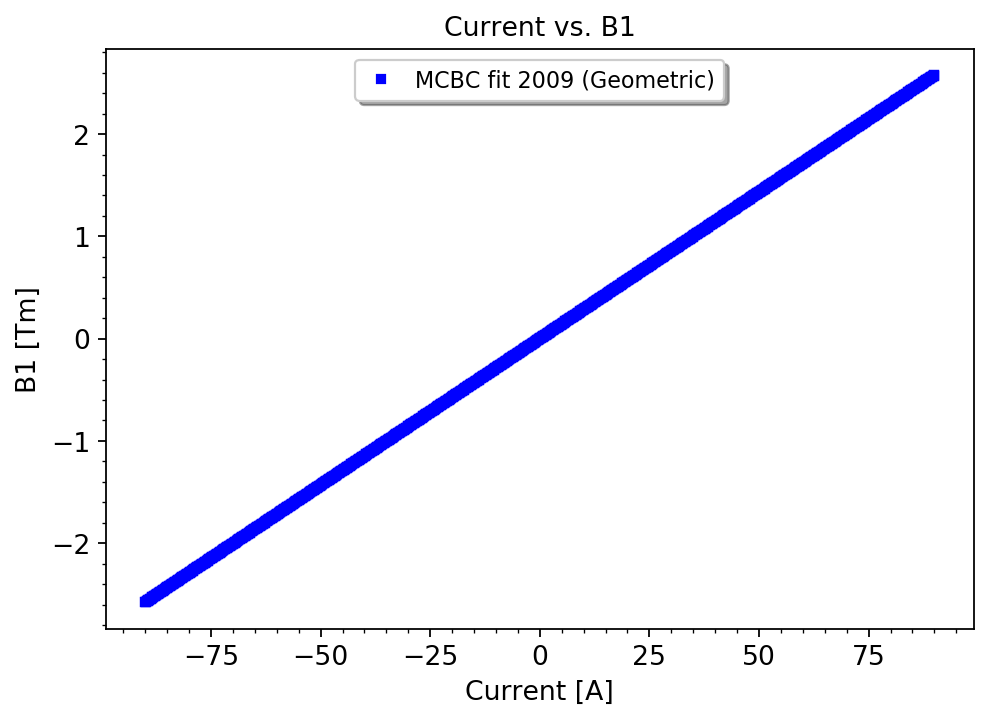 Current vs. B1
MCBC fit 2009 (Geometric)
B1 [Tm]
2
1
0
−1
−2
−75 −50 −25 0 25 50 75
Current [A]